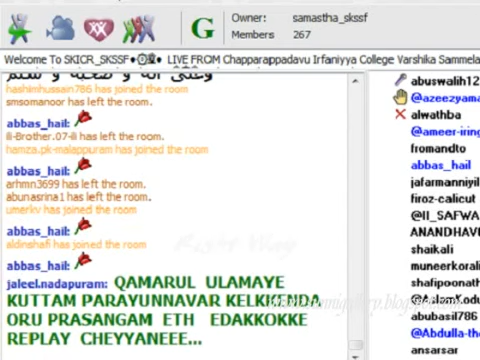 G
Owner: samastha_skssf
Members 267
Welcome To SKICR_SKSSF LIVE FROM Chapparappadavu Irfaniyya College Varshika Sammela
hashimhussain786 has joined the room
smsomanoor has left the room.
abbas_hail:
ili-Brother.07-ili has left the room.
hamza.pk-malappuram has joined the room
abbas_hail:
arhmn3699 has left the room.
abunasrina1 has left the room.
umerkv has joined the room
abbas_hail:
aldinshafi has joined the room
abbas_hail:
jaleel.nadapuram: QAMARUL ULAMAYE
KUTTAM PARAYUNNAVAR KELKKENDA
ORU PRASANGAM ETH EDAKKOKKE
REPLAY CHEYYANEEE...
abuswalih12
@azeezyama
alwathba
@ameer-iring
fromandto
abbas_hail
jafarmanniyil
firoz-calicut
@II_SAFWA
ANANDHAVI
shaikali
muneerkorali
shafipoonath
@AalamKodu
abubasil786
@Abdulla-the
ansarsar